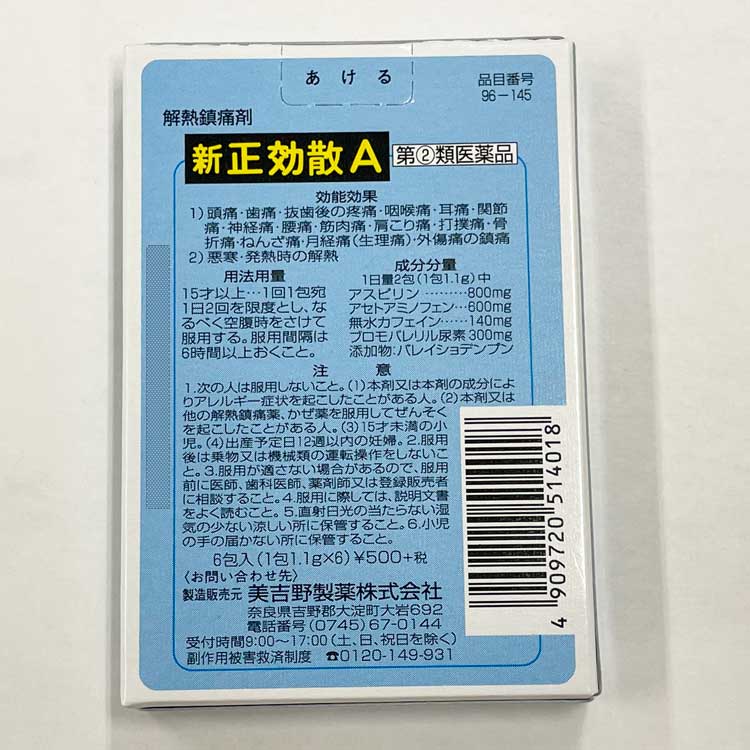 あける
品目番号
96-145
解熱鎮痛剤
新正効散A 第②類医薬品
効能効果
1)頭痛・歯痛・抜歯後の疼痛・咽喉痛・耳痛・関節
痛・神経痛・腰痛・筋肉痛・肩こり痛・打撲痛・骨
折痛・ねんざ痛・月経痛(生理痛)・外傷痛の鎮痛
2)悪寒・発熱時の解熱
用法用量
15才以上…1回1包宛
1日2回を限度とし、な
るべく空腹時をさけて
服用する。服用間隔は
6時間以上おくこと。
成分分量
1日量2包(1包1.1g)中
アスピリン………800mg
アセトアミノフェン…600mg
無水カフェイン……140mg
ブロモバレリル尿素 300mg
添加物:バレイショデンプン
注意
1.次の人は服用しないこと。(1)本剤又は本剤の成分によ
りアレルギー症状を起こしたことがある人。(2)本剤又は
他の解熱鎮痛薬、かぜ薬を服用してぜんそく
を起こしたことがある人。(3)15才未満の小
児。(4)出産予定日12週以内の妊婦。2.服用
後は乗物又は機械類の運転操作をしないこ
と。3.服用が適さない場合があるので、服用
前に医師、歯科医師、薬剤師又は登録販売者
に相談すること。4.服用に際しては、説明文書
をよく読むこと。5.直射日光の当たらない湿
気の少ない涼しい所に保管すること。6.小児
の手の届かない所に保管すること。
6包入(1包1.1g×6)¥500+税
〈お問い合わせ先〉
製造販売元 美吉野製薬株式会社
奈良県吉野郡大淀町大岩692
電話番号 (0745)67-0144
受付時間9:00〜17:00(土、日、祝日を除く)
副作用被害救済制度 ☎0120-149-931
4 909720 514018